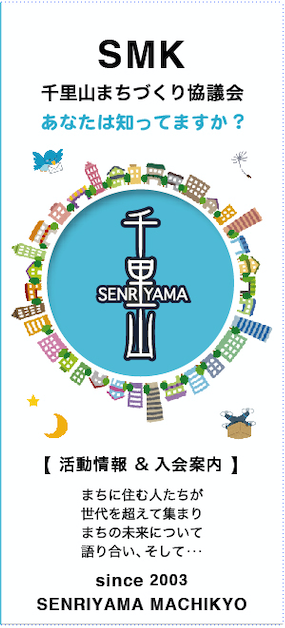 SMK
千里山まちづくり協議会
あなたは知ってますか？
千里山
SENRIYAMA
【 活動情報 ＆ 入会案内 】
まちに住む人たちが
世代を超えて集まり
まちの未来について
語り合い、そして･･･
since 2003
SENRIYAMA MACHIKYO